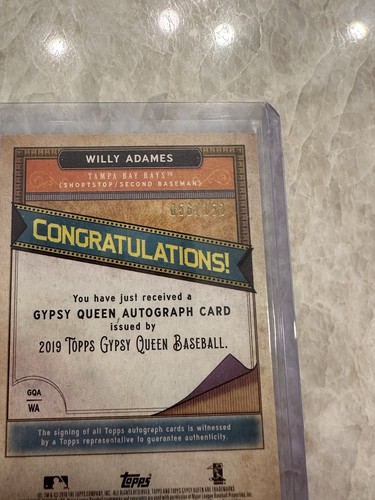 WILLY ADAMES
TAMPA BAY RAYS™
(SHORTSTOP/SECOND BASEMAN)
CONGRATULATIONS!
You have just received a
GYPSY QUEEN AUTOGRAPH CARD
issued by
2019 TOPPS GYPSY QUEEN BASEBALL.
GQA
WA
The signing of all Topps autograph cards is witnessed
by a Topps representative to guarantee authenticity.
topps